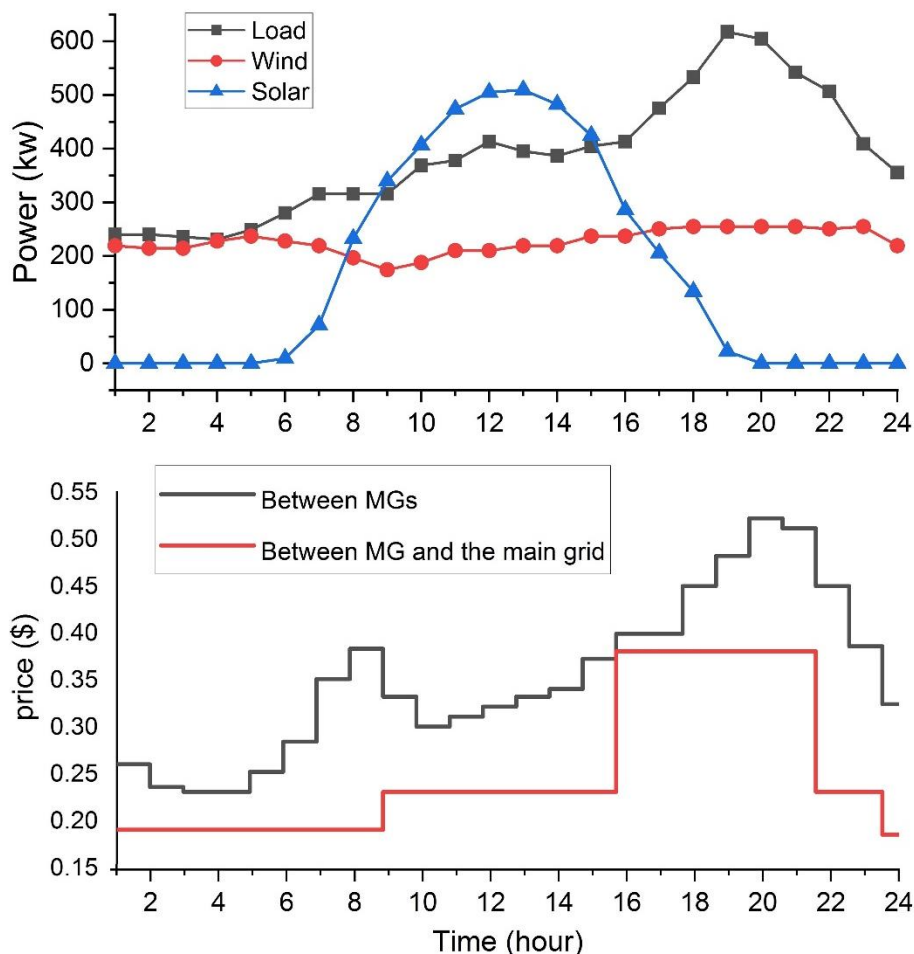 Load
Wind
Solar
Power (kw)
600
500
400
300
200
100
0
2 4 6 8 10 12 14 16 18 20 22 24
Between MGs
Between MG and the main grid
price ($)
0.55
0.50
0.45
0.40
0.35
0.30
0.25
0.20
0.15
2 4 6 8 10 12 14 16 18 20 22 24
Time (hour)